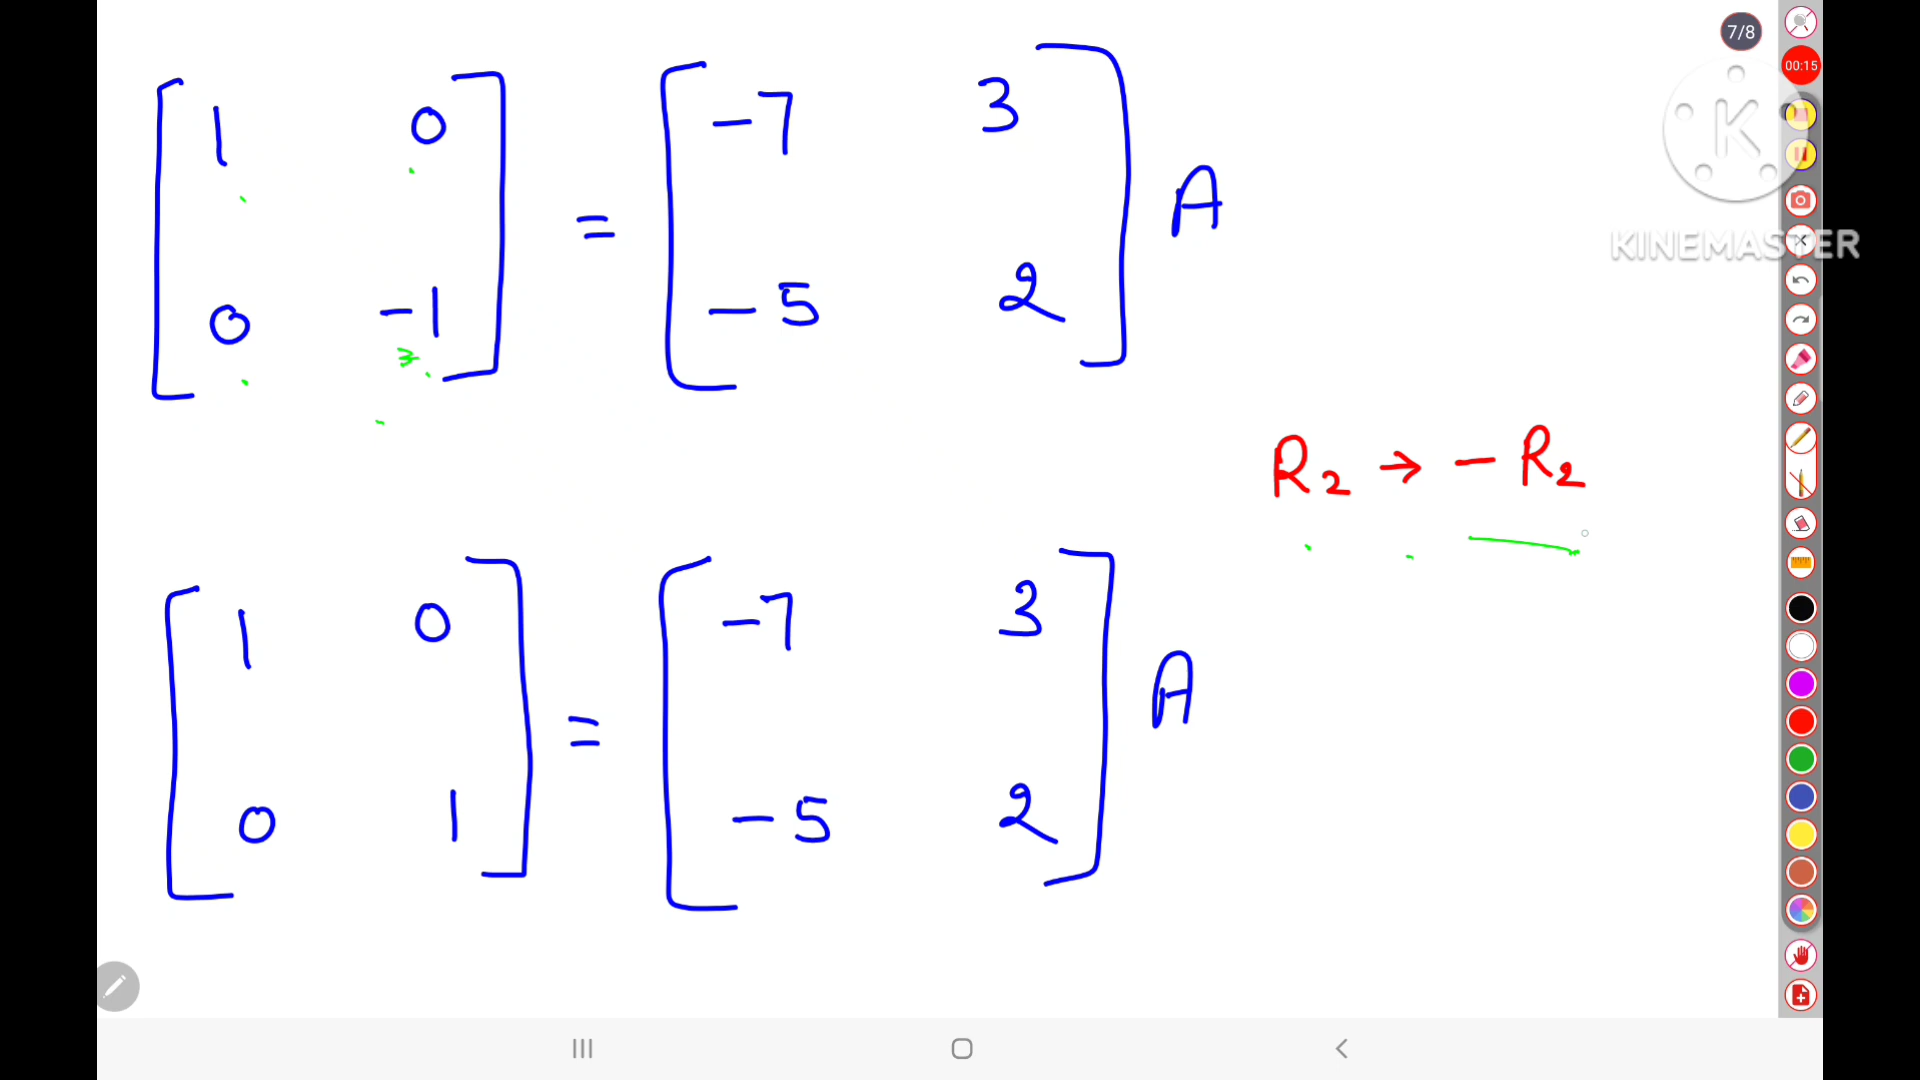 7/8
00:15
KINEMASTER
1 0 = -7 3 A
0 -1 -5 2
R₂ → - R₂
1 0 = -7 3 A
0 1 -5 2